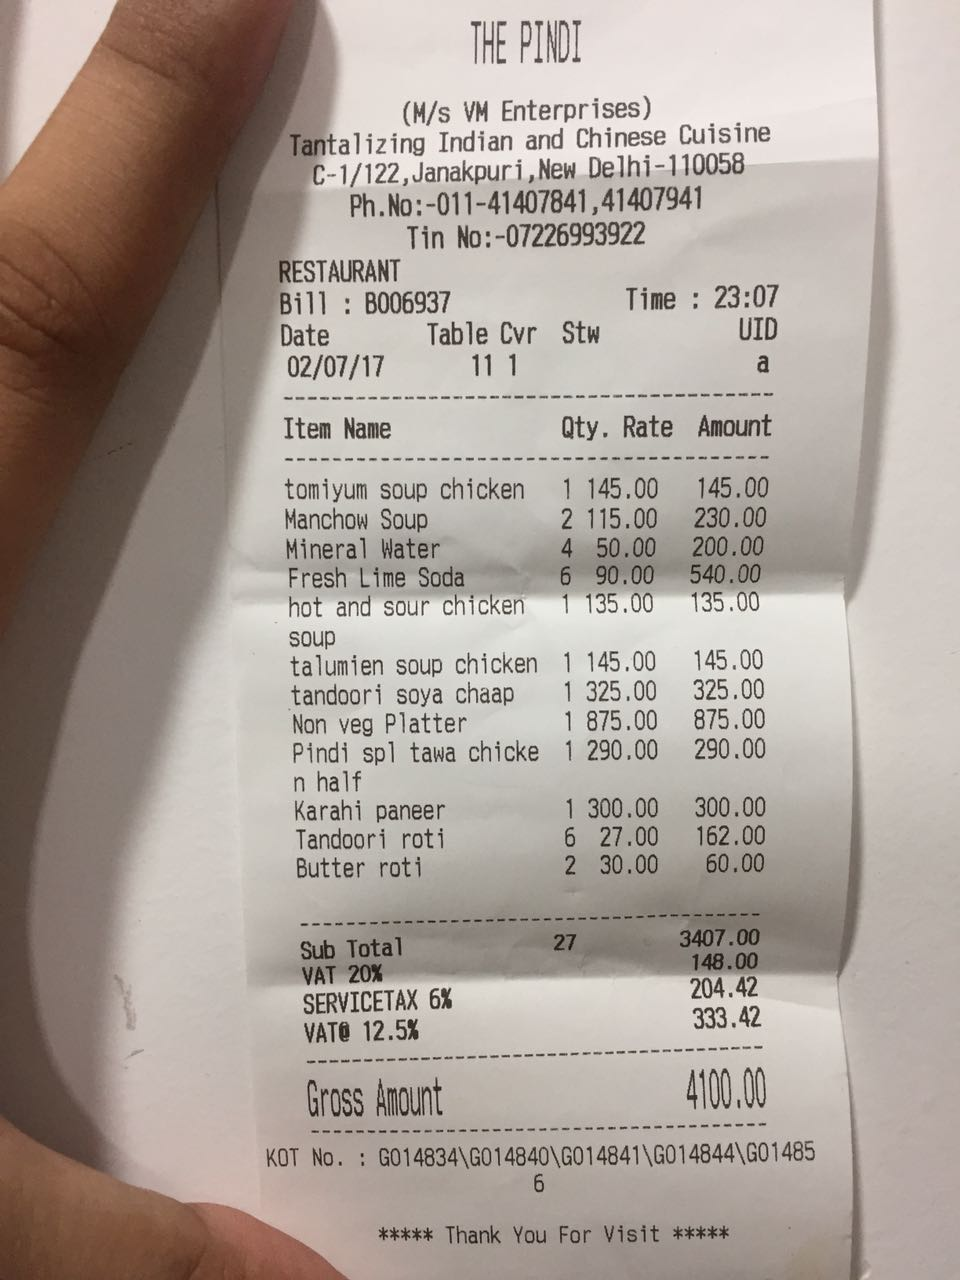 THE PINDI
(M/s VM Enterprises)
Tantalizing Indian and Chinese Cuisine
C-1/122,Janakpuri,New Delhi-110058
Ph.No:-011-41407841,41407941
Tin No:-07226993922
RESTAURANT
Bill : B006937 Time : 23:07
Date Table Cvr Stw UID
02/07/17 11 1 a
Item Name Qty. Rate Amount
tomiyum soup chicken 1 145.00 145.00
Manchow Soup 2 115.00 230.00
Mineral Water 4 50.00 200.00
Fresh Lime Soda 6 90.00 540.00
hot and sour chicken 1 135.00 135.00
soup
talumien soup chicken 1 145.00 145.00
tandoori soya chaap 1 325.00 325.00
Non veg Platter 1 875.00 875.00
Pindi spl tawa chicke 1 290.00 290.00
n half
Karahi paneer 1 300.00 300.00
Tandoori roti 6 27.00 162.00
Butter roti 2 30.00 60.00
Sub Total 27 3407.00
VAT 20% 148.00
SERVICETAX 6% 204.42
VAT@ 12.5% 333.42
Gross Amount 4100.00
KOT No. : G014834\G014840\G014841\G014844\G01485
6
***** Thank You For Visit *****